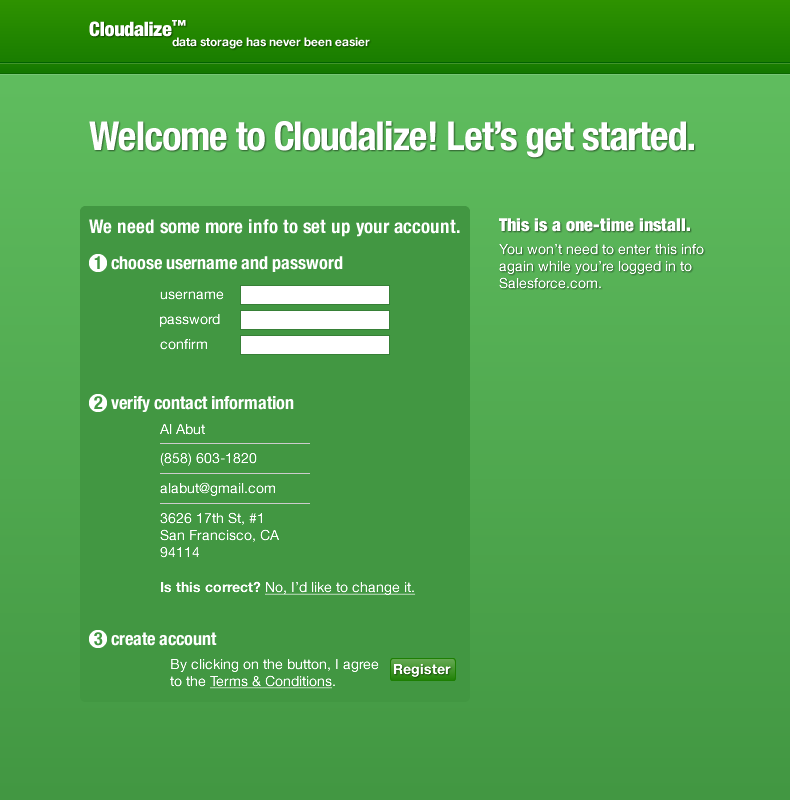 Cloudalize™
data storage has never been easier
Welcome to Cloudalize! Let’s get started.
We need some more info to set up your account.
1 choose username and password
username
password
confirm
2 verify contact information
Al Abut
(858) 603-1820
alabut@gmail.com
3626 17th St, #1
San Francisco, CA
94114
Is this correct? No, I’d like to change it.
3 create account
By clicking on the button, I agree
to the Terms & Conditions.
Register
This is a one-time install.
You won’t need to enter this info
again while you’re logged in to
Salesforce.com.